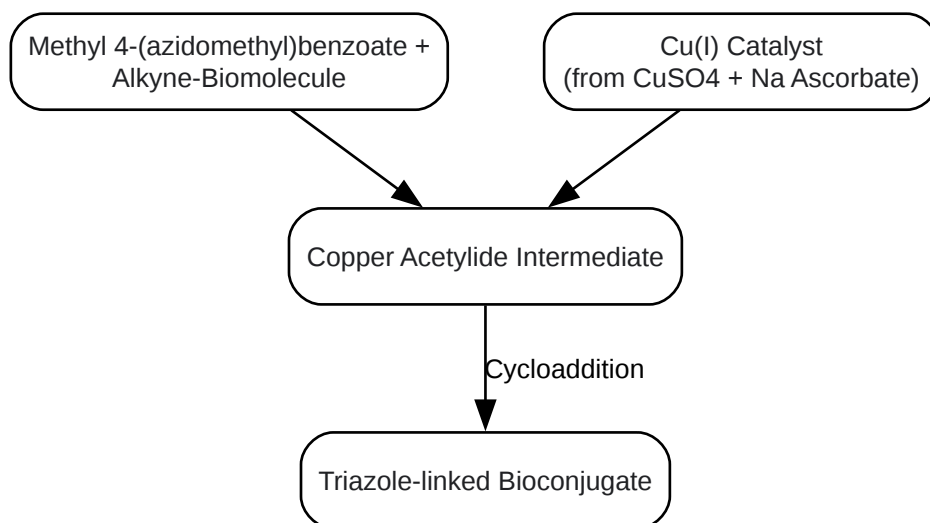 Methyl 4-(azidomethyl)benzoate +
Alkyne-Biomolecule
Cu(I) Catalyst
(from CuSO4 + Na Ascorbate)
Copper Acetylide Intermediate
Cycloaddition
Triazole-linked Bioconjugate